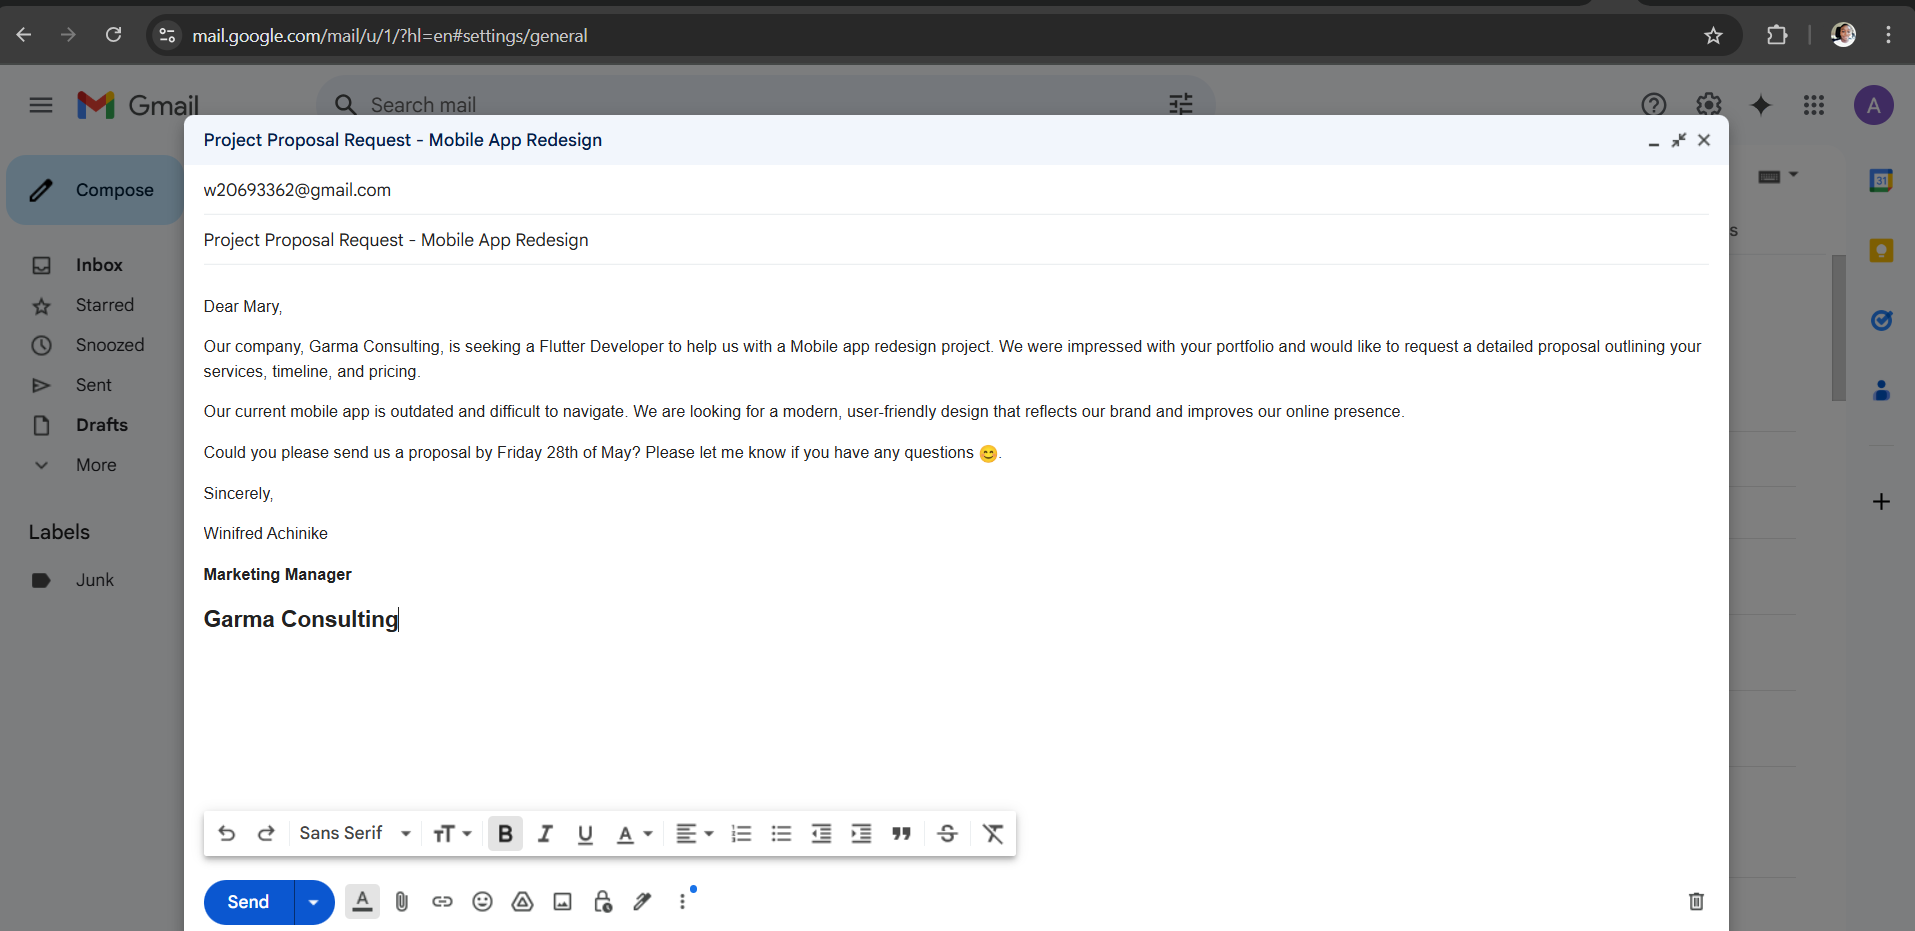 mail.google.com/mail/u/1/?hl=en#settings/general
Gmail
Search mail
A
Project Proposal Request - Mobile App Redesign
Compose
w20693362@gmail.com
31
Project Proposal Request - Mobile App Redesign
s
Inbox
Starred
Snoozed
Sent
Drafts
More
Labels
Junk
Dear Mary,
Our company, Garma Consulting, is seeking a Flutter Developer to help us with a Mobile app redesign project. We were impressed with your portfolio and would like to request a detailed proposal outlining your
services, timeline, and pricing.
Our current mobile app is outdated and difficult to navigate. We are looking for a modern, user-friendly design that reflects our brand and improves our online presence.
Could you please send us a proposal by Friday 28th of May? Please let me know if you have any questions 😊.
Sincerely,
Winifred Achinike
Marketing Manager
Garma Consulting
Sans Serif
Send